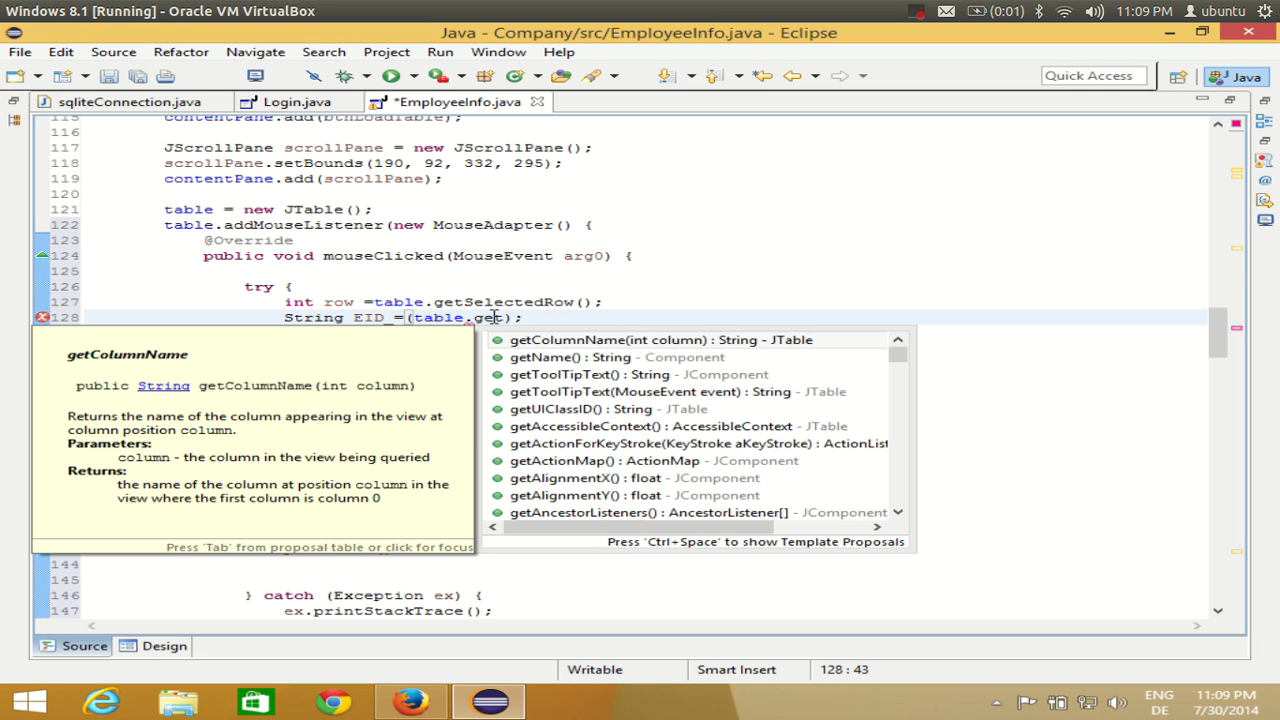 Windows 8.1 [Running] - Oracle VM VirtualBox
(0:01) 11:09 PM ubuntu
Java - Company/src/EmployeeInfo.java - Eclipse
File Edit Source Refactor Navigate Search Project Run Window Help
Quick Access Java
sqliteConnection.java Login.java *EmployeeInfo.java
115 contentPane.add(btnLoadTable);
116
117 JScrollPane scrollPane = new JScrollPane();
118 scrollPane.setBounds(190, 92, 332, 295);
119 contentPane.add(scrollPane);
120
121 table = new JTable();
122 table.addMouseListener(new MouseAdapter() {
123 @Override
124 public void mouseClicked(MouseEvent arg0) {
125
126 try {
127 int row =table.getSelectedRow();
128 String EID_=(table.get);
getColumnName
public String getColumnName(int column)
Returns the name of the column appearing in the view at
column position column.
Parameters:
column - the column in the view being queried
Returns:
the name of the column at position column in the
view where the first column is column 0
Press 'Tab' from proposal table or click for focus
getColumnName(int column) : String - JTable
getName() : String - Component
getToolTipText() : String - JComponent
getToolTipText(MouseEvent event) : String - JTable
getUIClassID() : String - JTable
getAccessibleContext() : AccessibleContext - JTable
getActionForKeyStroke(KeyStroke aKeyStroke) : ActionList
getActionMap() : ActionMap - JComponent
getAlignmentX() : float - JComponent
getAlignmentY() : float - JComponent
getAncestorListeners() : AncestorListener[] - JComponent
Press 'Ctrl+Space' to show Template Proposals
144
145
146 } catch (Exception ex) {
147 ex.printStackTrace();
Source Design
Writable Smart Insert 128 : 43
ENG 11:09 PM
DE 7/30/2014